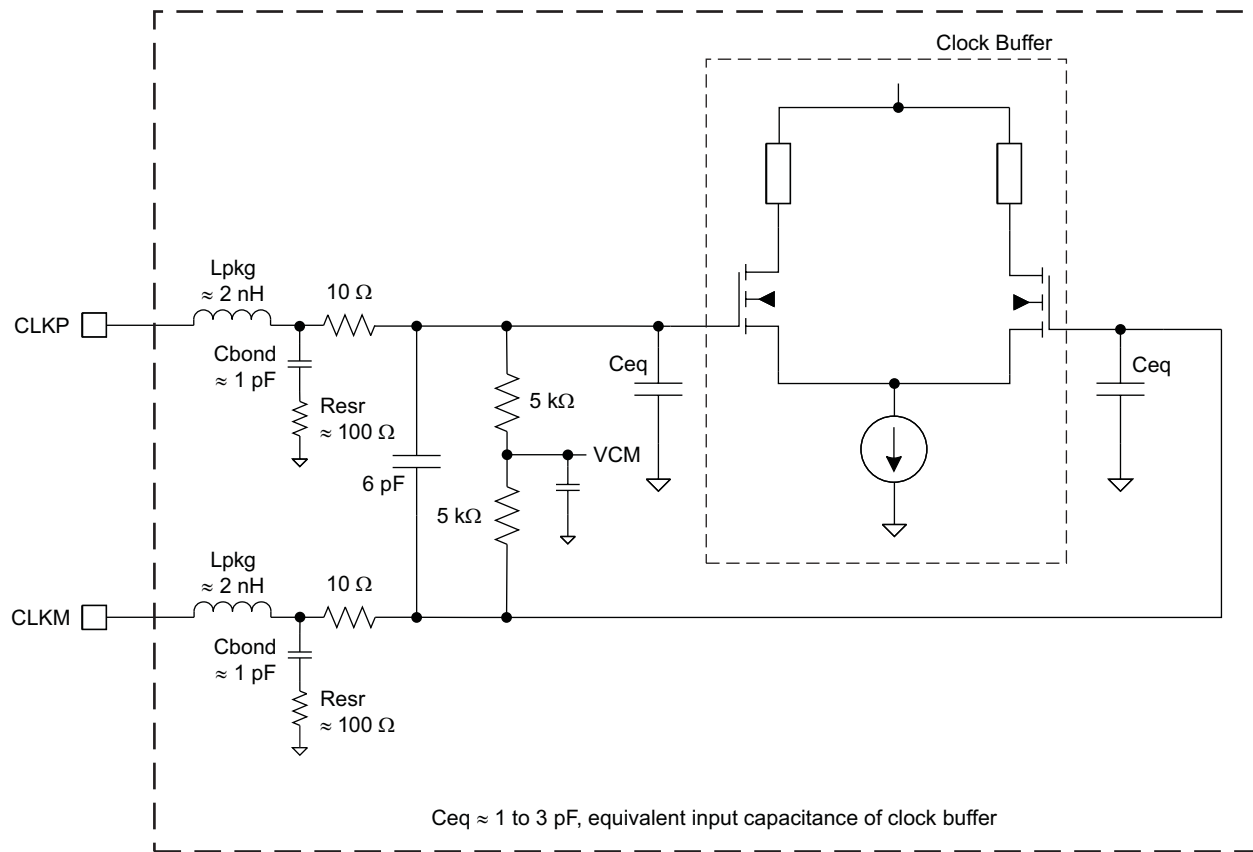 Clock Buffer
Lpkg
≈ 2 nH
10 Ω
CLKP
Cbond
≈ 1 pF
Resr
≈ 100 Ω
Ceq
Ceq
5 kΩ
VCM
6 pF
5 kΩ
Lpkg
≈ 2 nH
10 Ω
CLKM
Cbond
≈ 1 pF
Resr
≈ 100 Ω
Ceq ≈ 1 to 3 pF, equivalent input capacitance of clock buffer